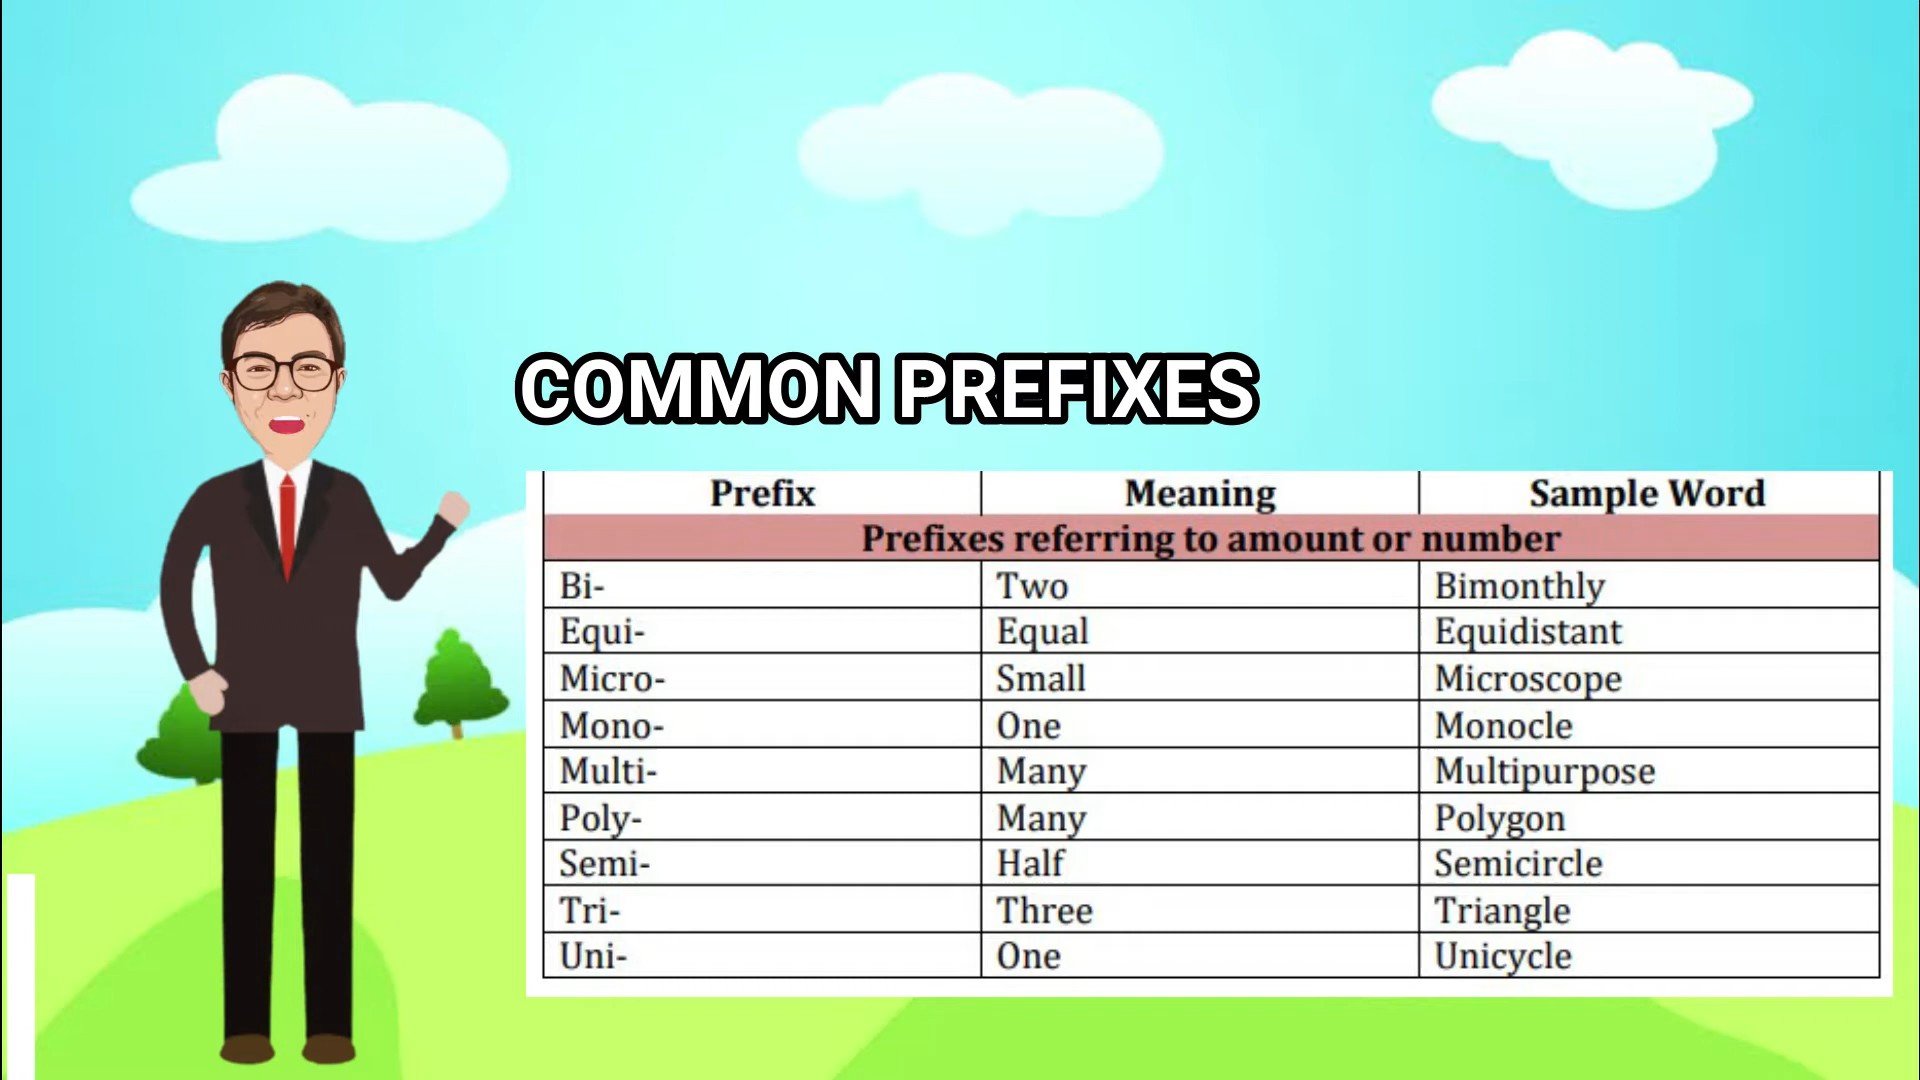 COMMON PREFIXES
Prefix Meaning Sample Word
Prefixes referring to amount or number
Bi- Two Bimonthly
Equi- Equal Equidistant
Micro- Small Microscope
Mono- One Monocle
Multi- Many Multipurpose
Poly- Many Polygon
Semi- Half Semicircle
Tri- Three Triangle
Uni- One Unicycle